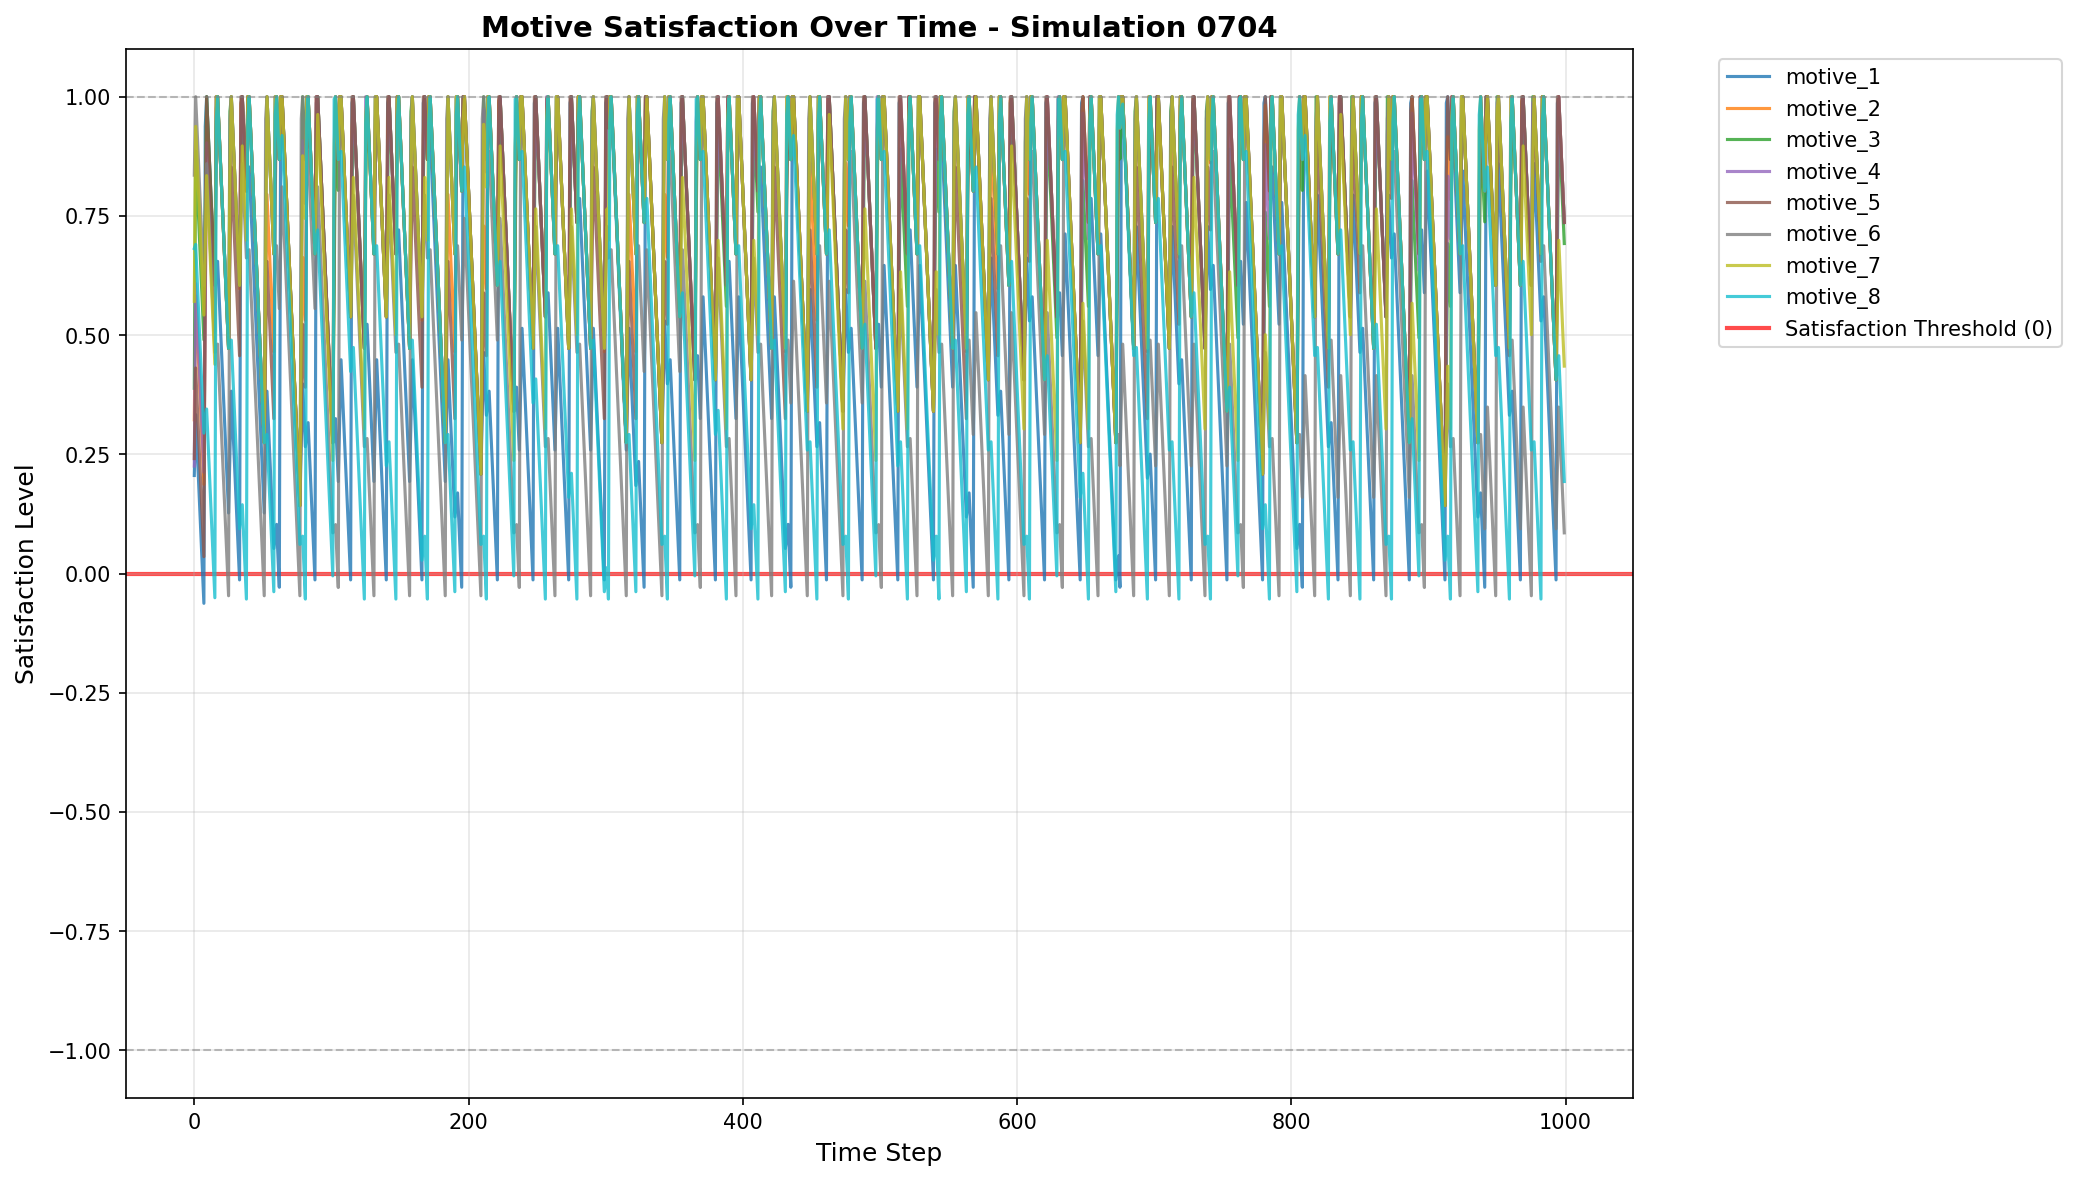 Motive Satisfaction Over Time - Simulation 0704
Satisfaction Level
1.00
0.75
0.50
0.25
0.00
−0.25
−0.50
−0.75
−1.00
0
200
400
600
800
1000
Time Step
motive_1
motive_2
motive_3
motive_4
motive_5
motive_6
motive_7
motive_8
Satisfaction Threshold (0)